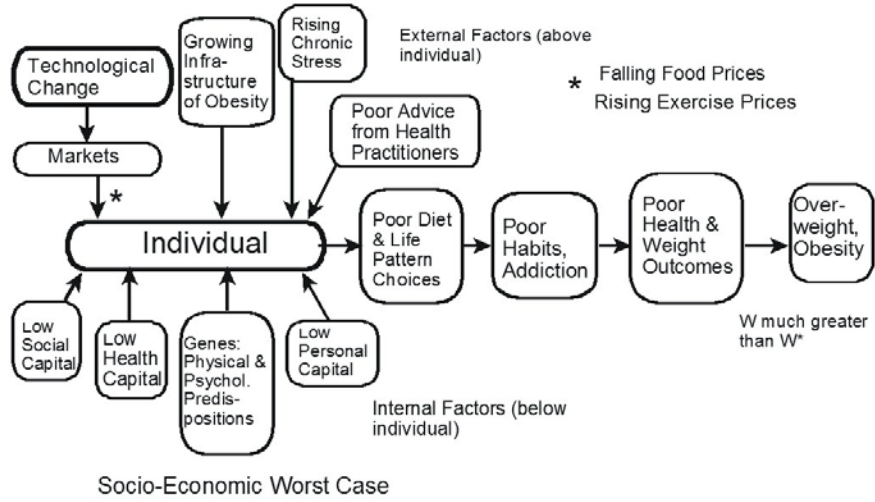 Technological
Change
Markets
*
Growing
Infra-
structure
of Obesity
Rising
Chronic
Stress
External Factors (above
individual)
* Falling Food Prices
Rising Exercise Prices
Poor Advice
from Health
Practitioners
Individual
Poor Diet
& Life
Pattern
Choices
Poor
Habits,
Addiction
Poor
Health &
Weight
Outcomes
Over-
weight,
Obesity
W much greater
than W*
Low
Social
Capital
Low
Health
Capital
Genes:
Physical &
Psychol.
Predis-
positions
Low
Personal
Capital
Internal Factors (below
individual)
Socio-Economic Worst Case